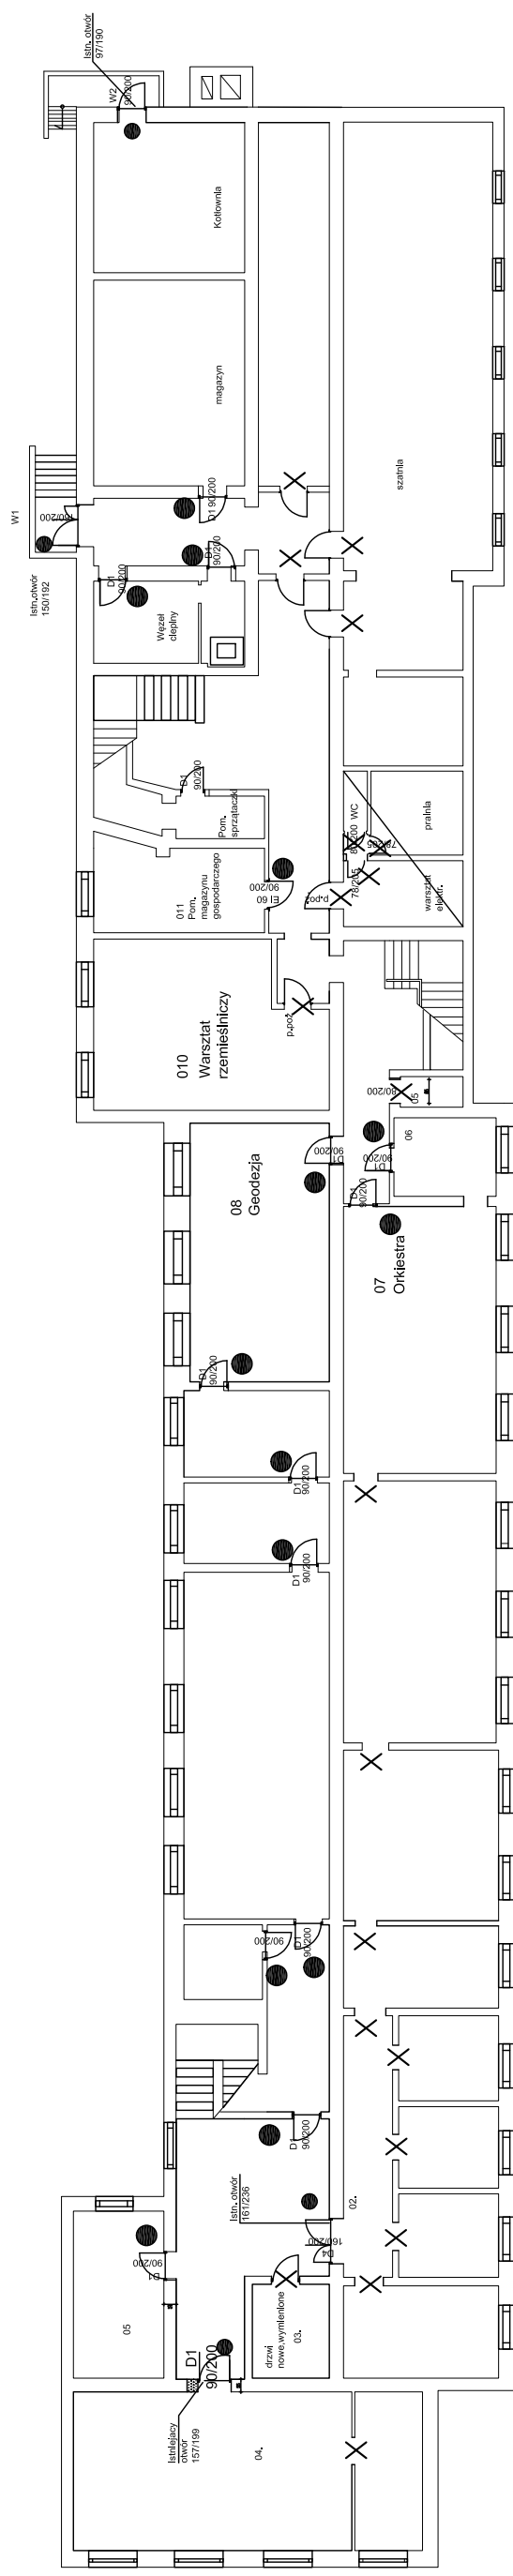 Istn. otwór
97/190
W2
90/200
Kotłownia
magazyn
W1
Istn.otwór
150/192
D1 90/200
D1
90/200
D1
90/200
Węzeł
cieplny
szatnia
D1
90/200
Pom.
sprzątaczki
011
Pom.
magazynu
gospodarczego
EI 60
90/200
80/200 WC
78/205
78/205
pralnia
warsztat
elektr.
p.poż
p.poż
010
Warsztat
rzemieślniczy
80/200
05
06
D1
90/200
D1
90/200
D1
90/200
08
Geodezja
07
Orkiestra
D1
90/200
D1
90/200
D1
90/200
90/200
D1
90/200
D1
90/200
Istn. otwór
161/236
02.
D4
160/200
D1
90/200
05
drzwi
nowe,wymienione
03.
D1
90/200
Istniejacy
otwór
157/199
04.